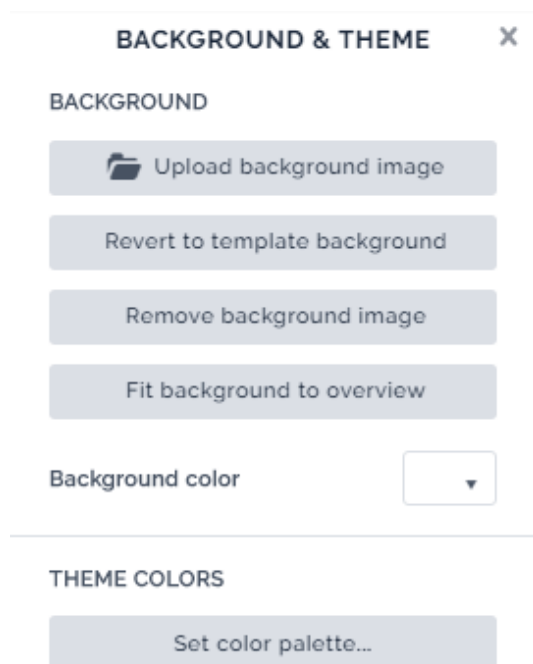 BACKGROUND & THEME
BACKGROUND
Upload background image
Revert to template background
Remove background image
Fit background to overview
Background color
THEME COLORS
Set color palette...